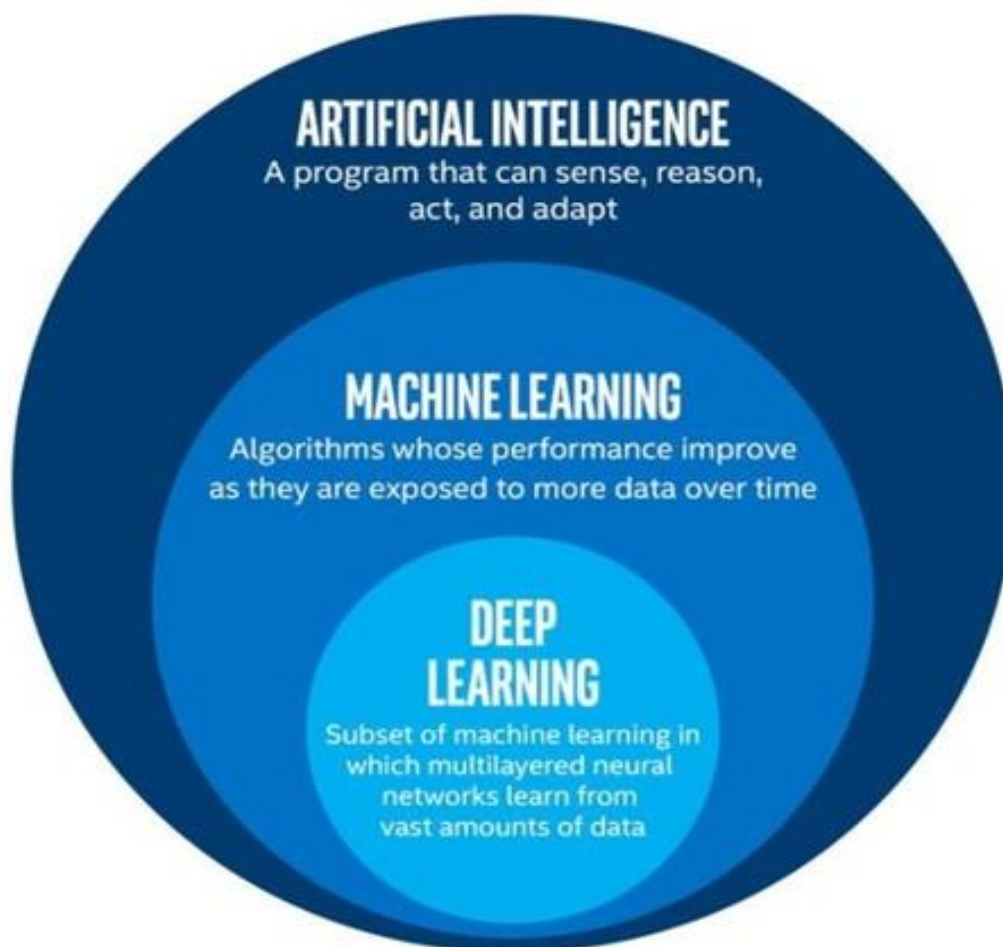 ARTIFICIAL INTELLIGENCE
A program that can sense, reason,
act, and adapt
MACHINE LEARNING
Algorithms whose performance improve
as they are exposed to more data over time
DEEP
LEARNING
Subset of machine learning in
which multilayered neural
networks learn from
vast amounts of data